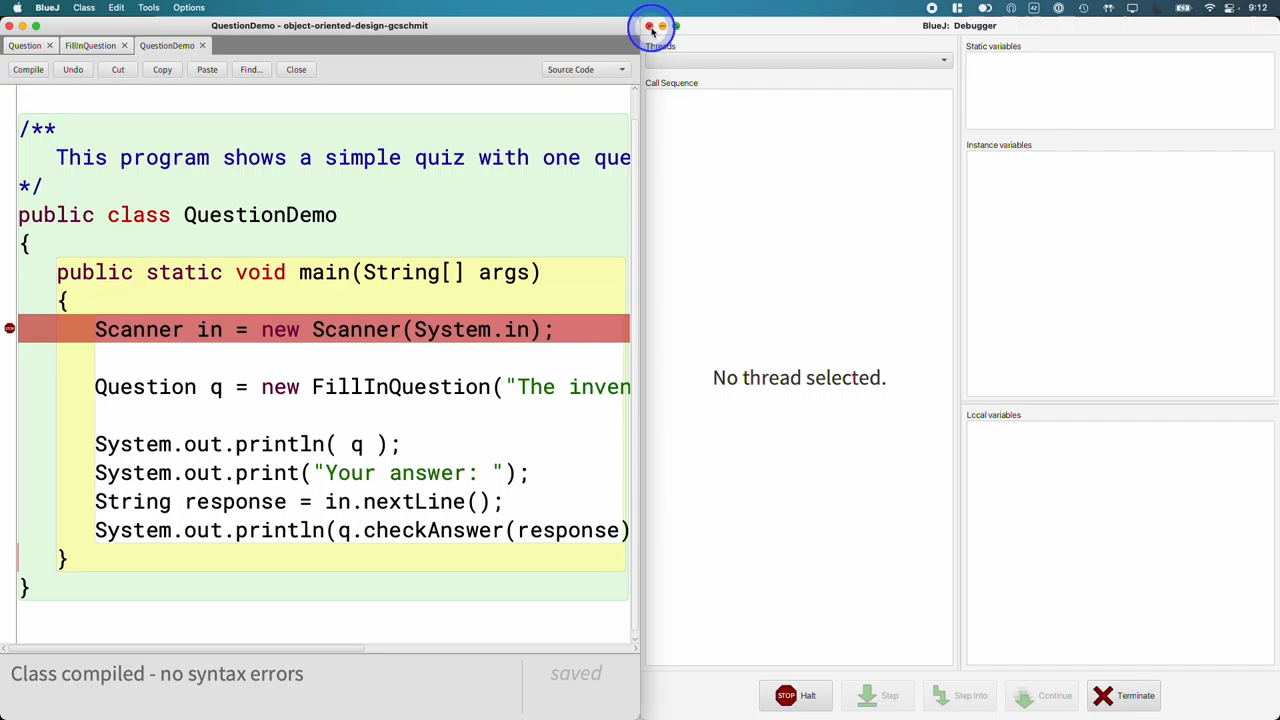 BlueJ Class Edit Tools Options
9:12
QuestionDemo - object-oriented-design-gcschmit
BlueJ: Debugger
Question FillInQuestion QuestionDemo
Compile Undo Cut Copy Paste Find... Close Source Code
/**
This program shows a simple quiz with one que
*/
public class QuestionDemo
{
public static void main(String[] args)
{
Scanner in = new Scanner(System.in);
Question q = new FillInQuestion("The inven
System.out.println( q );
System.out.print("Your answer: ");
String response = in.nextLine();
System.out.println(q.checkAnswer(response)
}
}
Class compiled - no syntax errors
saved
Threads
Call Sequence
No thread selected.
Static variables
Instance variables
Local variables
STOP Halt Step Step Into Continue Terminate